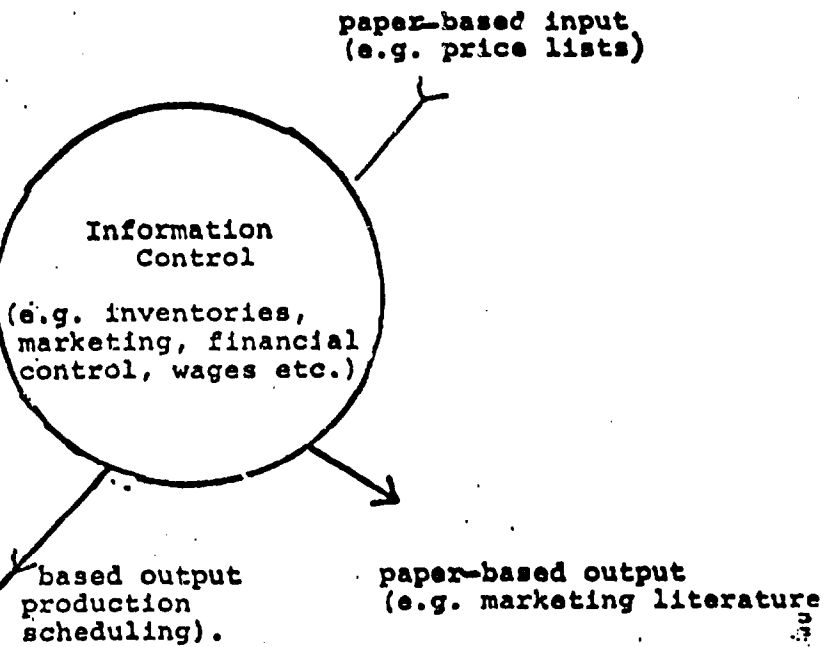 paper-based input
(e.g. price lists)
Information
Control
(e.g. inventories,
marketing, financial
control, wages etc.)
based output
production
scheduling).
paper-based output
(e.g. marketing literature